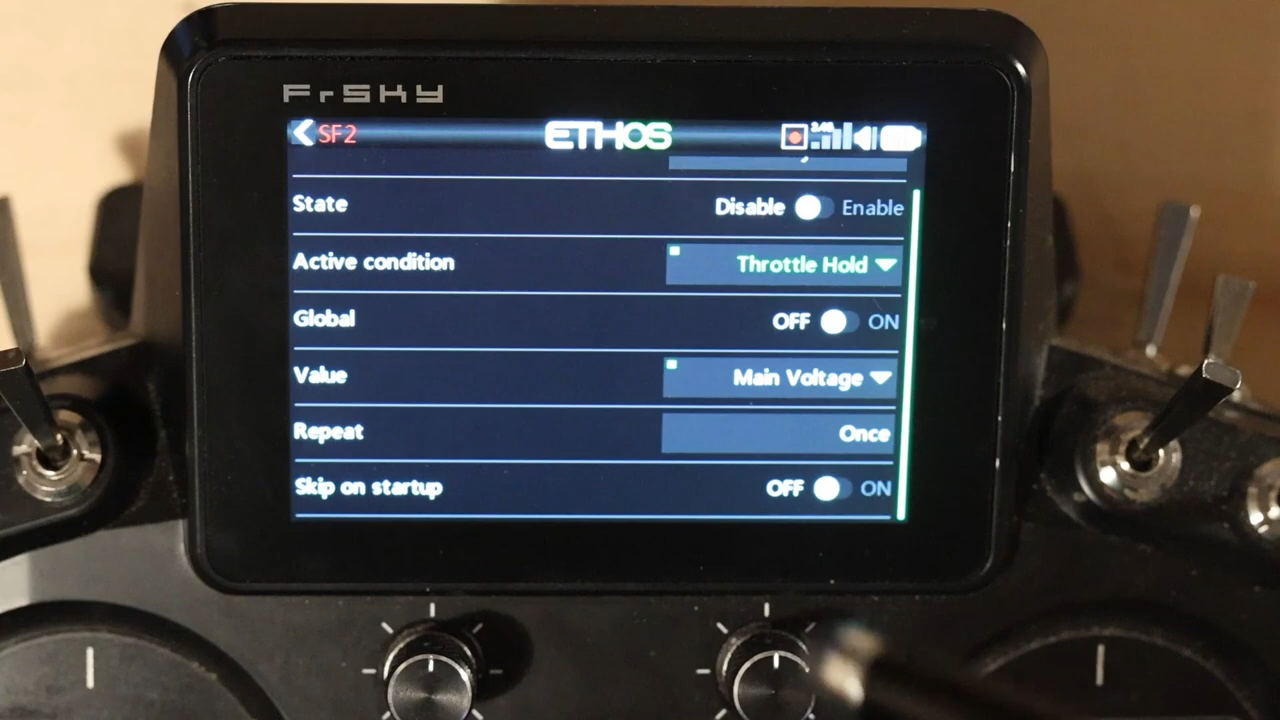 FrSKY
SF2 ETHOS
State Disable Enable
Active condition Throttle Hold
Global OFF ON
Value Main Voltage
Repeat Once
Skip on startup OFF ON